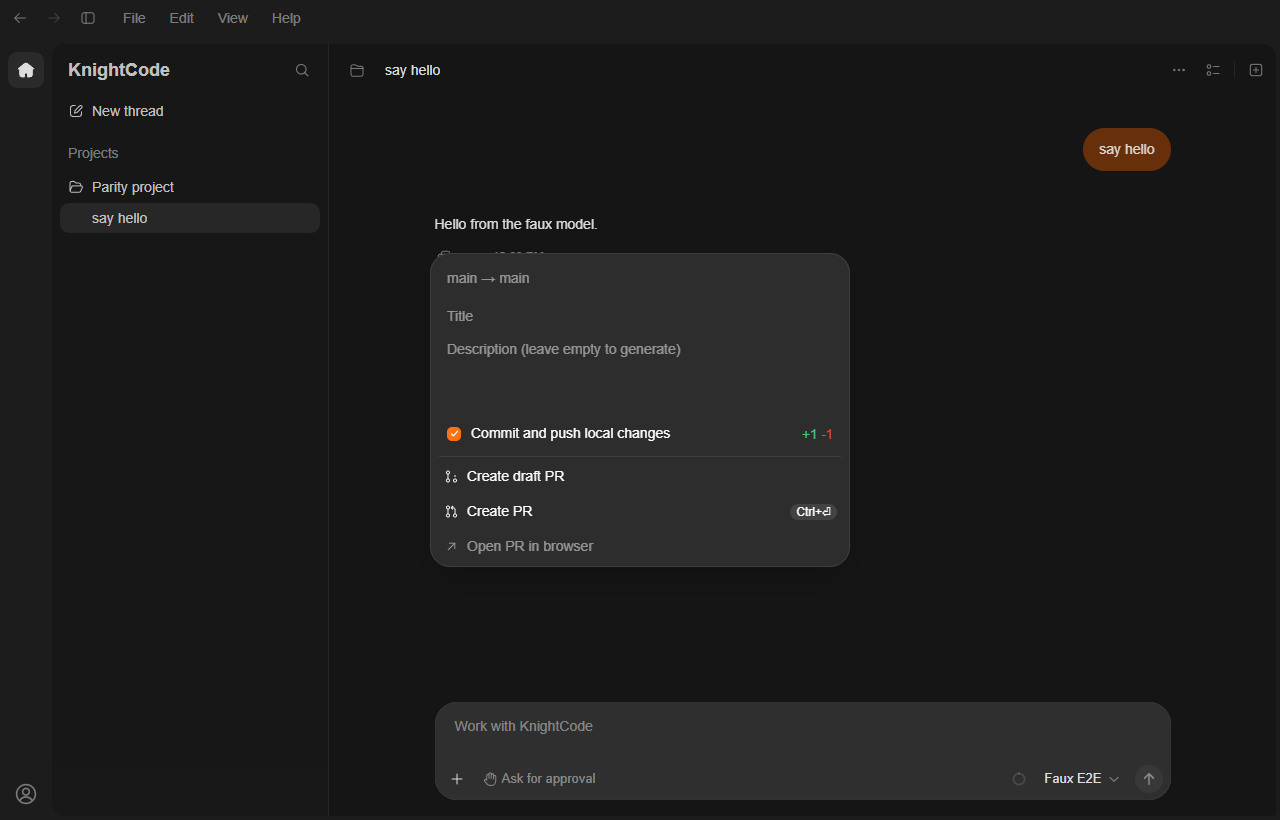 File Edit View Help
KnightCode
New thread
Projects
Parity project
say hello
say hello
say hello
Hello from the faux model.
main → main
Title
Description (leave empty to generate)
Commit and push local changes +1 -1
Create draft PR
Create PR Ctrl+⏎
Open PR in browser
Work with KnightCode
Ask for approval Faux E2E